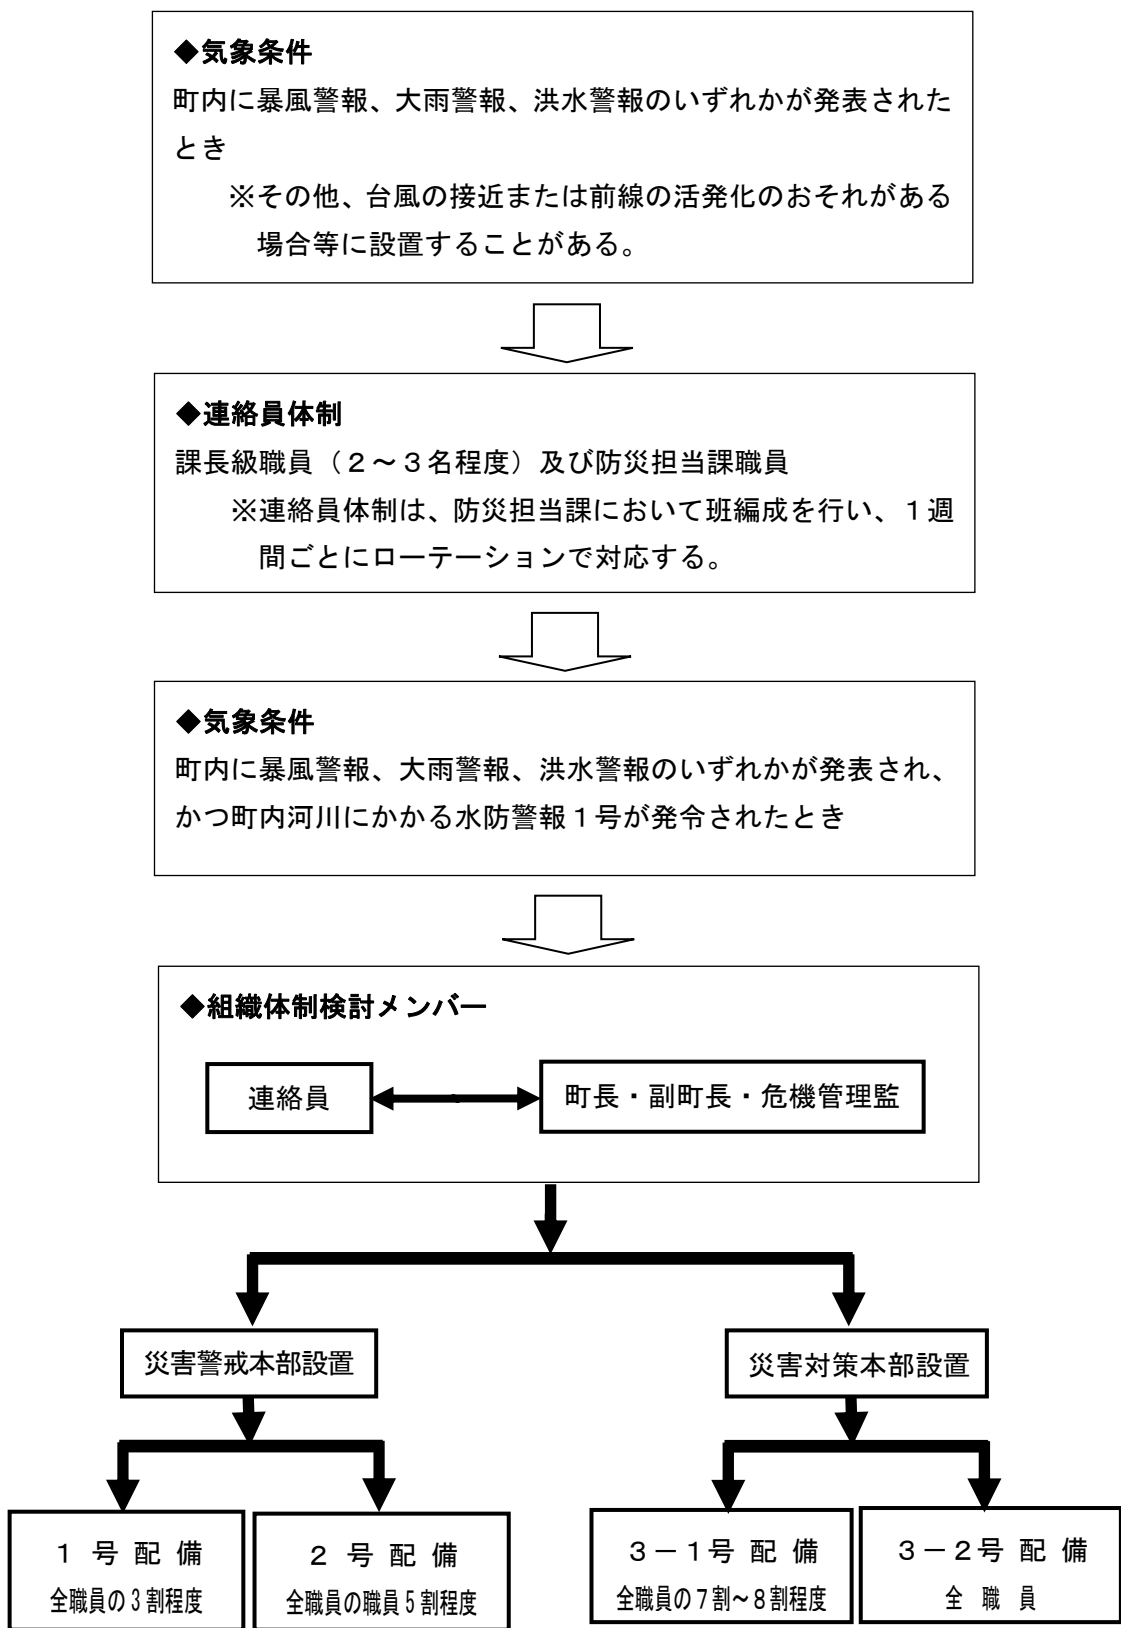 ◆気象条件
町内に暴風警報、大雨警報、洪水警報のいずれかが発表された
とき
※その他、台風の接近または前線の活発化のおそれがある
場合等に設置することがある。
◆連絡員体制
課長級職員（２～３名程度）及び防災担当課職員
※連絡員体制は、防災担当課において班編成を行い、１週
間ごとにローテーションで対応する。
◆気象条件
町内に暴風警報、大雨警報、洪水警報のいずれかが発表され、
かつ町内河川にかかる水防警報１号が発令されたとき
◆組織体制検討メンバー
連絡員
町長・副町長・危機管理監
災害警戒本部設置
災害対策本部設置
１号配備
全職員の３割程度
２号配備
全職員の職員５割程度
３－１号配備
全職員の７割～８割程度
３－２号配備
全職員